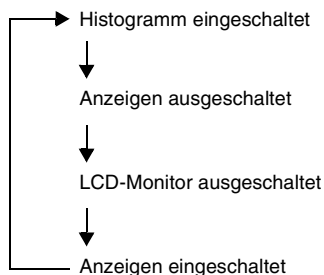 Histogramm eingeschaltet
Anzeigen ausgeschaltet
LCD-Monitor ausgeschaltet
Anzeigen eingeschaltet